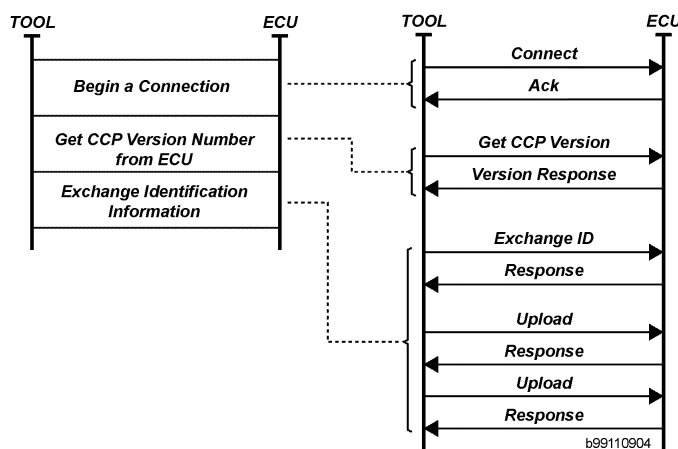 TOOL
ECU
Begin a Connection
Get CCP Version Number
from ECU
Exchange Identification
Information
TOOL
ECU
Connect
Ack
Get CCP Version
Version Response
Exchange ID
Response
Upload
Response
Upload
Response
b99110904